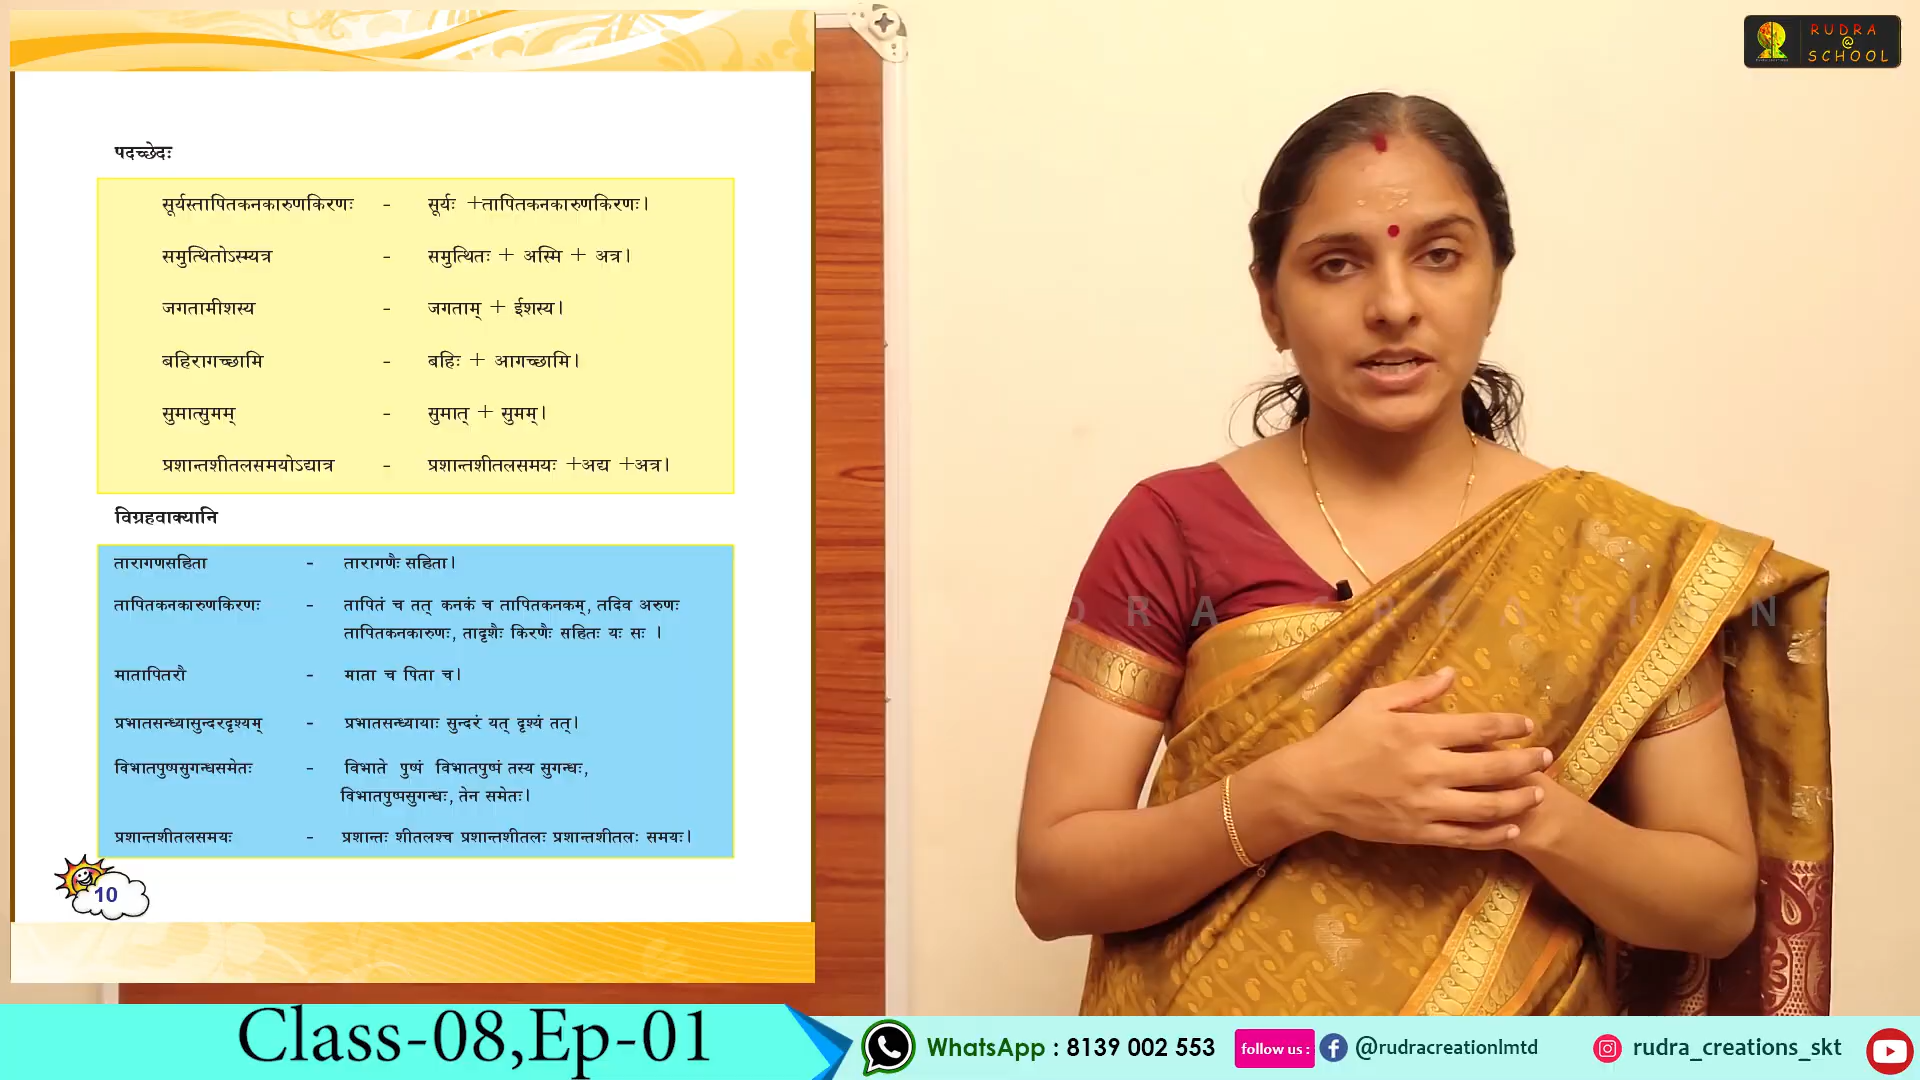 पदच्छेदः
सूर्यस्तापितकनकारुणकिरणः - सूर्यः +तापितकनकारुणकिरणः।
समुत्थितोऽस्म्यत्र - समुत्थितः + अस्मि + अत्र।
जगतामीशस्य - जगताम् + ईशस्य।
बहिरागच्छामि - बहिः + आगच्छामि।
सुमात्सुमम् - सुमात् + सुमम्।
प्रशान्तशीतलसमयोऽद्यात्र - प्रशान्तशीतलसमयः +अद्य +अत्र।
विग्रहवाक्यानि
तारागणसहिता - तारागणैः सहिता।
तापितकनकारुणकिरणः - तापितं च तत् कनकं च तापितकनकम्, तदिव अरुणः
तापितकनकारुणः, तादृशैः किरणैः सहितः यः सः ।
मातापितरौ - माता च पिता च।
प्रभातसन्ध्यासुन्दरदृश्यम् - प्रभातसन्ध्यायाः सुन्दरं यत् दृश्यं तत्।
विभातपुष्पसुगन्धसमेतः - विभाते पुष्पं विभातपुष्पं तस्य सुगन्धः,
विभातपुष्पसुगन्धः, तेन समेतः।
प्रशान्तशीतलसमयः - प्रशान्तः शीतलश्च प्रशान्तशीतलः प्रशान्तशीतलः समयः।
10
RUDRA
@
SCHOOL
Class-08,Ep-01
WhatsApp : 8139 002 553
follow us :
@rudracreationlmtd
rudra_creations_skt